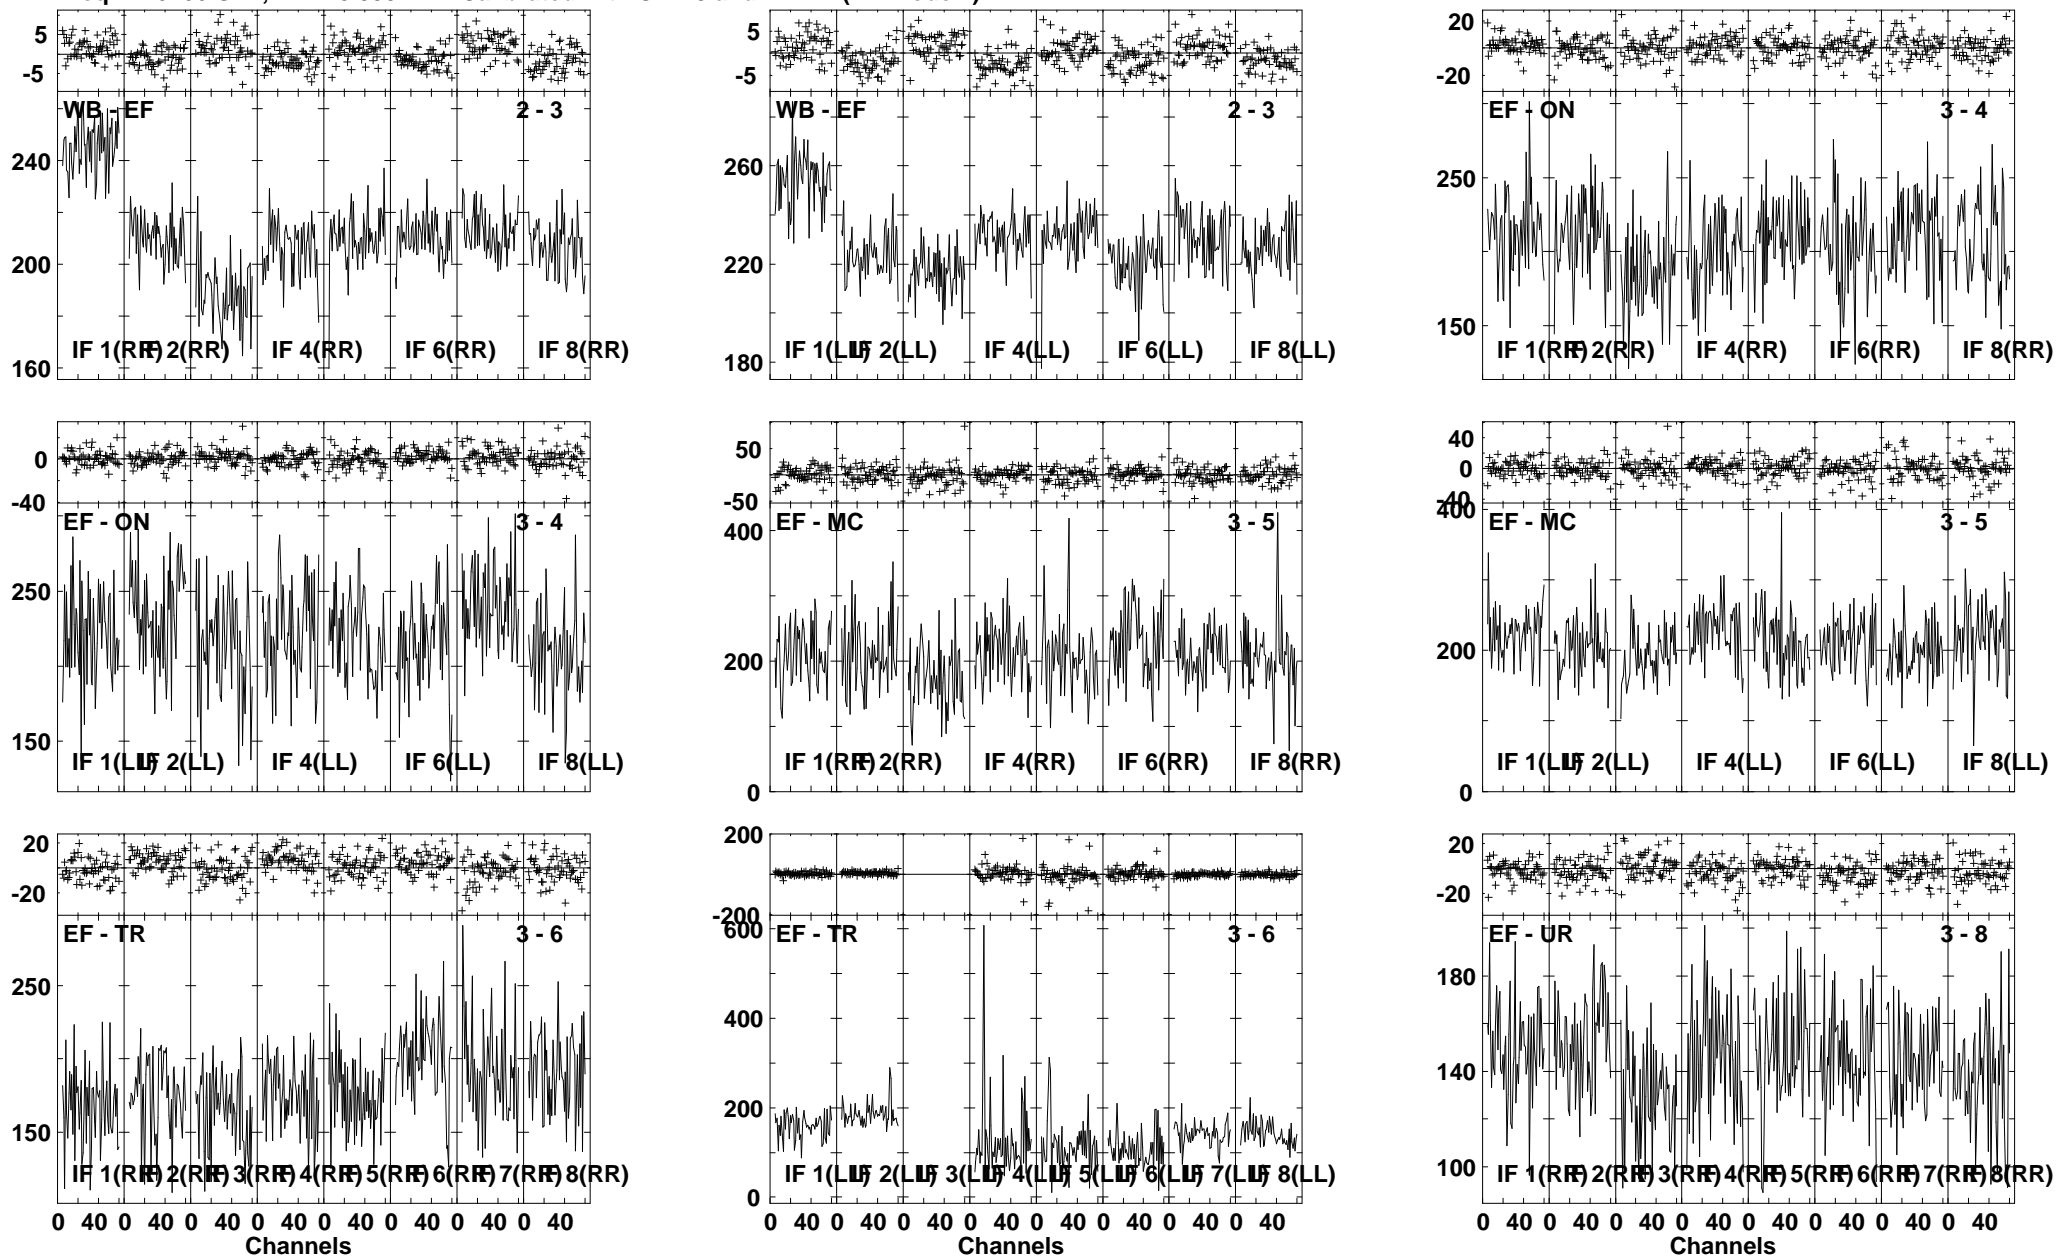 5 5 20
-5 -5 -20
WB - EF 2 - 3 WB - EF 2 - 3 EF - ON 3 - 4
240 260 250
200 220 150
160 180
IF 1(RR) IF 2(RR) IF 4(RR) IF 6(RR) IF 8(RR) IF 1(LL) IF 2(LL) IF 4(LL) IF 6(LL) IF 8(LL) IF 1(RR) IF 2(RR) IF 4(RR) IF 6(RR) IF 8(RR)
0 50 40
-40 -50 0
-40
EF - ON 3 - 4 EF - MC 3 - 5 EF - MC 3 - 5
250 400 400
150 200 200
0 0
IF 1(LL) IF 2(LL) IF 4(LL) IF 6(LL) IF 8(LL) IF 1(RR) IF 2(RR) IF 4(RR) IF 6(RR) IF 8(RR) IF 1(LL) IF 2(LL) IF 4(LL) IF 6(LL) IF 8(LL)
20 200 20
-20 -200 -20
EF - TR 3 - 6 EF - TR 3 - 6 EF - UR 3 - 8
250 600 180
150 400 140
200 100
0
IF 1(RR) IF 2(RR) IF 3(RR) IF 4(RR) IF 5(RR) IF 6(RR) IF 7(RR) IF 8(RR) IF 1(LL) IF 2(LL) IF 3(LL) IF 4(LL) IF 5(LL) IF 6(LL) IF 7(LL) IF 8(LL) IF 1(RR) IF 2(RR) IF 3(RR) IF 4(RR) IF 5(RR) IF 6(RR) IF 7(RR) IF 8(RR)
0 40 0 40 0 40 0 40 0 40 0 40 0 40 0 40 0 40 0 40 0 40 0 40 0 40 0 40 0 40 0 40 0 40 0 40 0 40 0 40 0 40 0 40 0 40 0 40
Channels Channels Channels